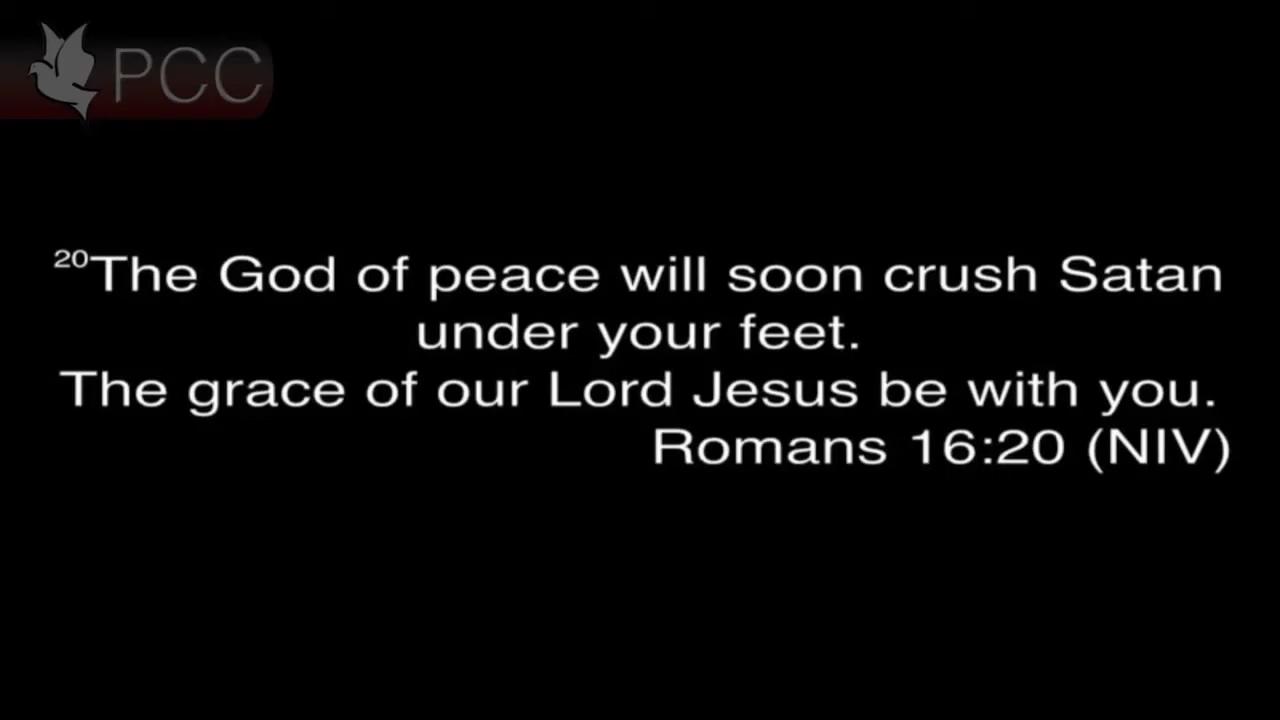 PCC
20The God of peace will soon crush Satan
under your feet.
The grace of our Lord Jesus be with you.
Romans 16:20 (NIV)